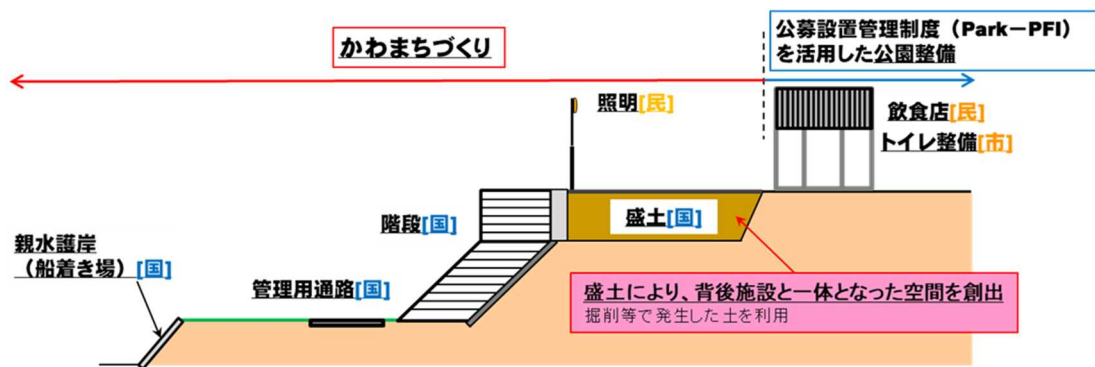 かわまちづくり
公募設置管理制度（Park－PFI）
を活用した公園整備
照明[民]
飲食店[民]
トイレ整備[市]
階段[国]
盛土[国]
親水護岸
（船着き場）[国]
管理用通路[国]
盛土により、背後施設と一体となった空間を創出
掘削等で発生した土を利用